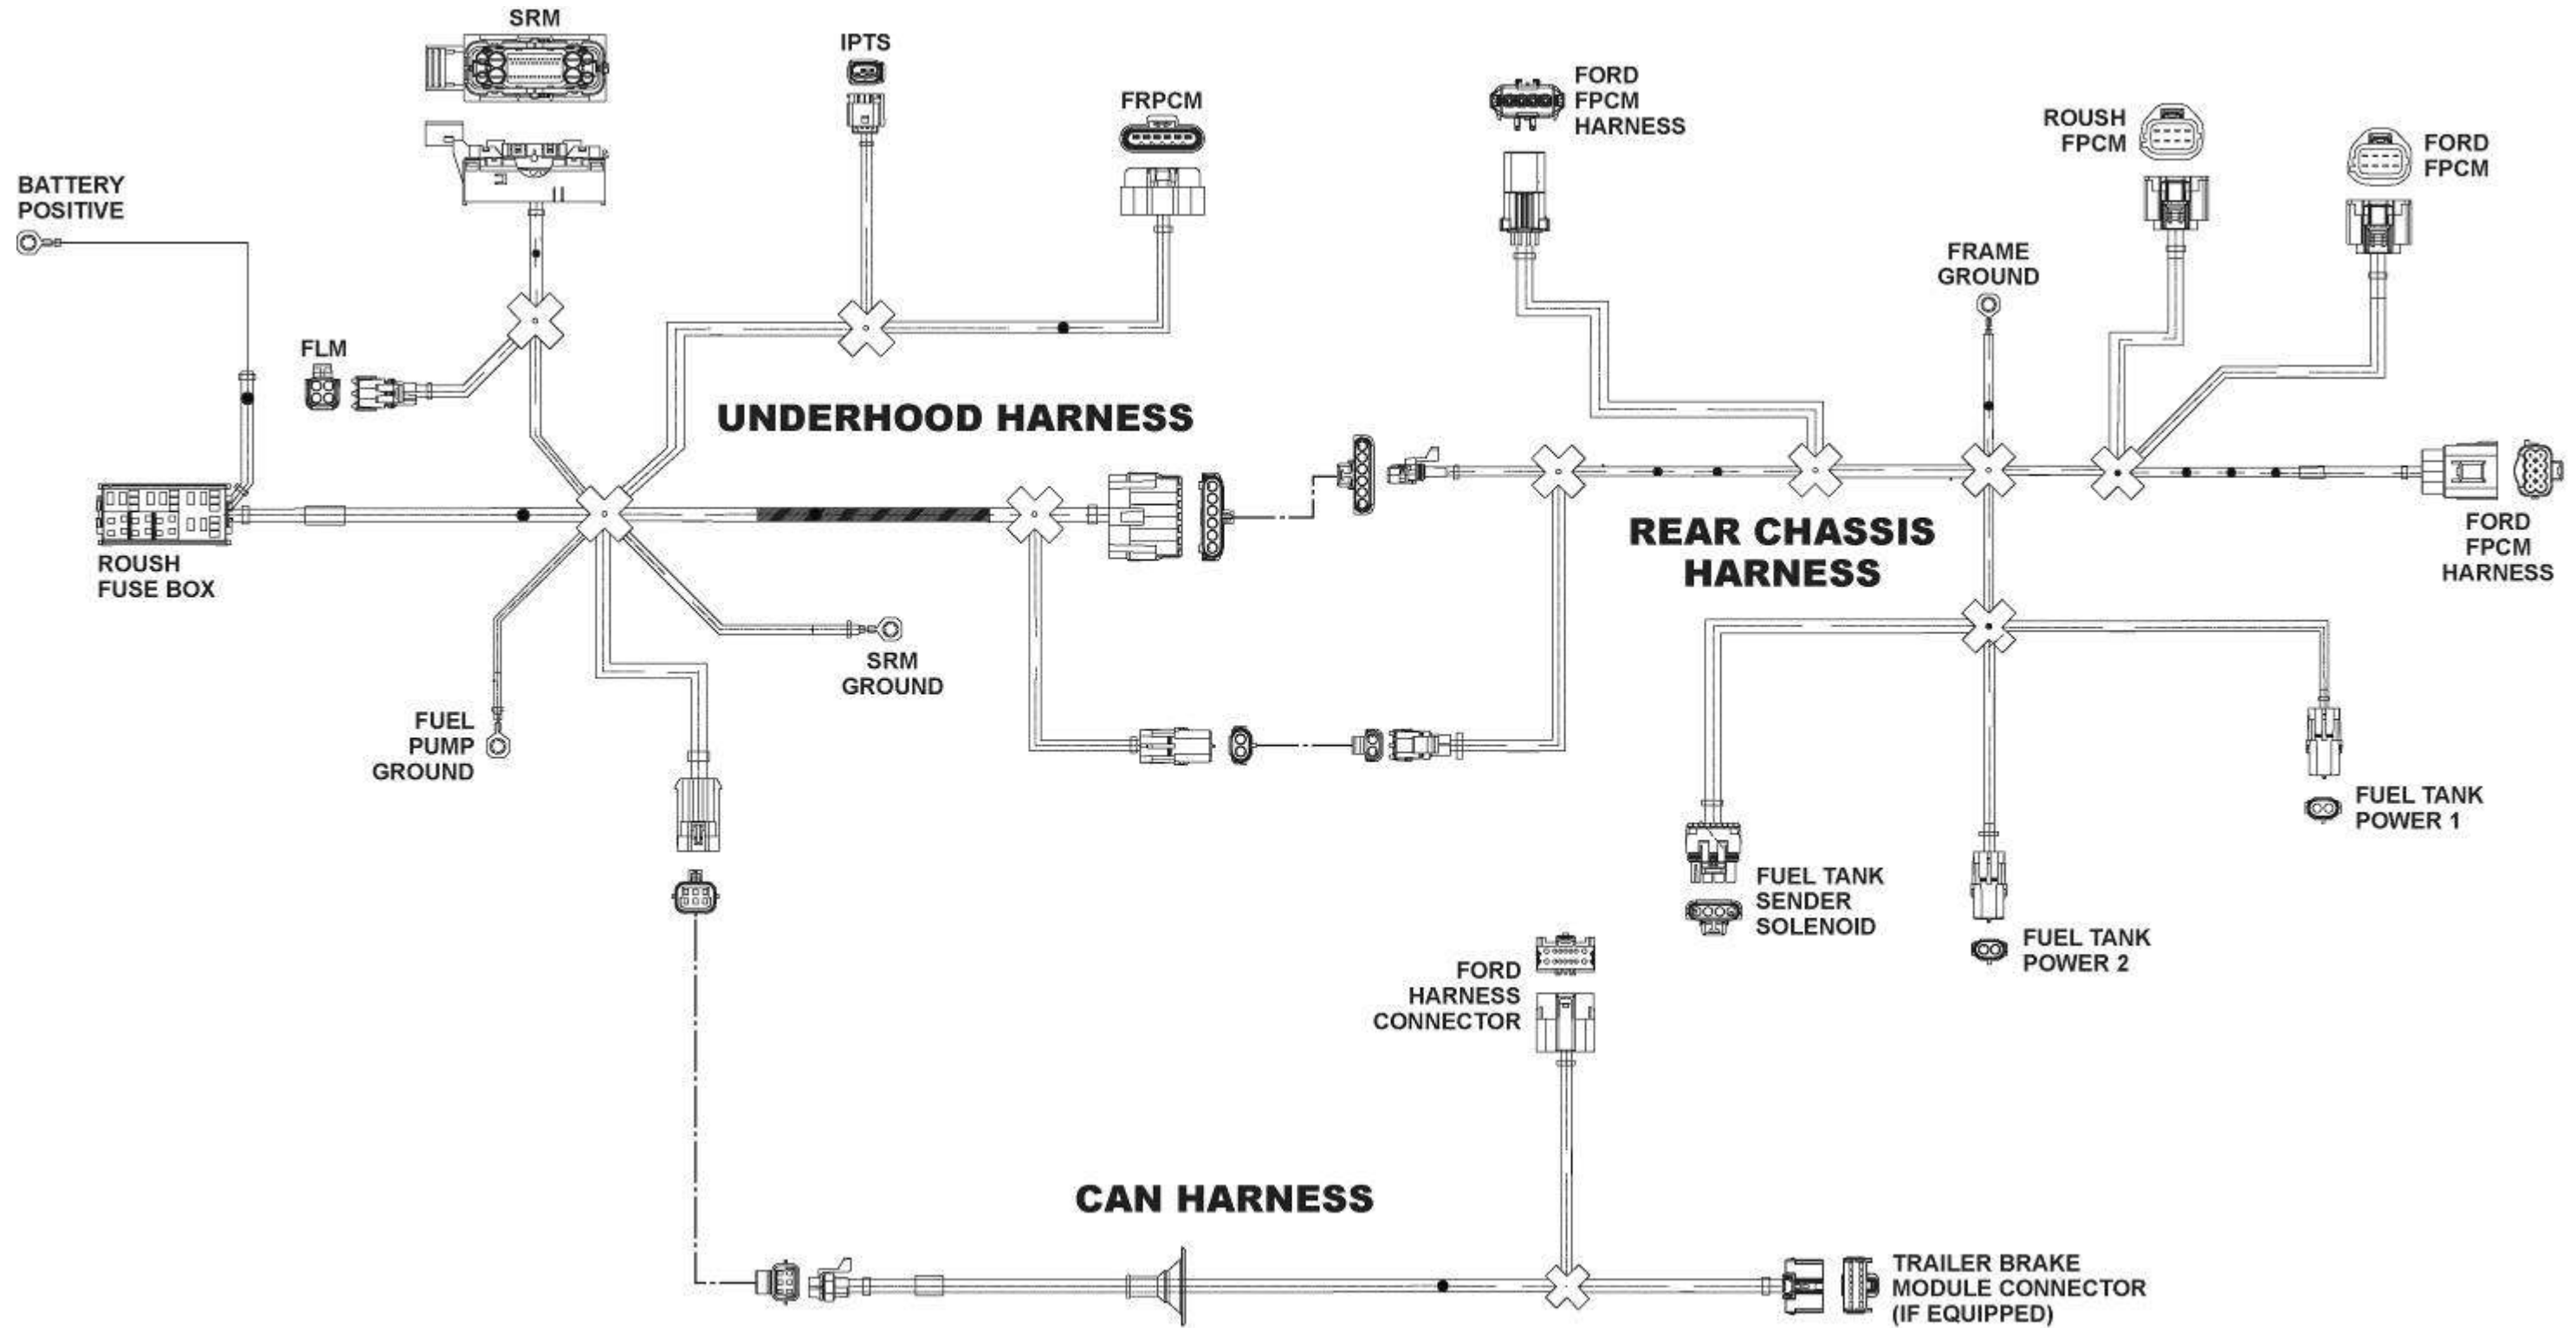 SRM
IPTS
FRPCM
FORD
FPCM
HARNESS
ROUSH
FPCM
FORD
FPCM
BATTERY
POSITIVE
FRAME
GROUND
FLM
UNDERHOOD HARNESS
REAR CHASSIS
HARNESS
FORD
FPCM
HARNESS
ROUSH
FUSE BOX
SRM
GROUND
FUEL
PUMP
GROUND
FUEL TANK
POWER 1
FUEL TANK
SENDER
SOLENOID
FUEL TANK
POWER 2
FORD
HARNESS
CONNECTOR
CAN HARNESS
TRAILER BRAKE
MODULE CONNECTOR
(IF EQUIPPED)